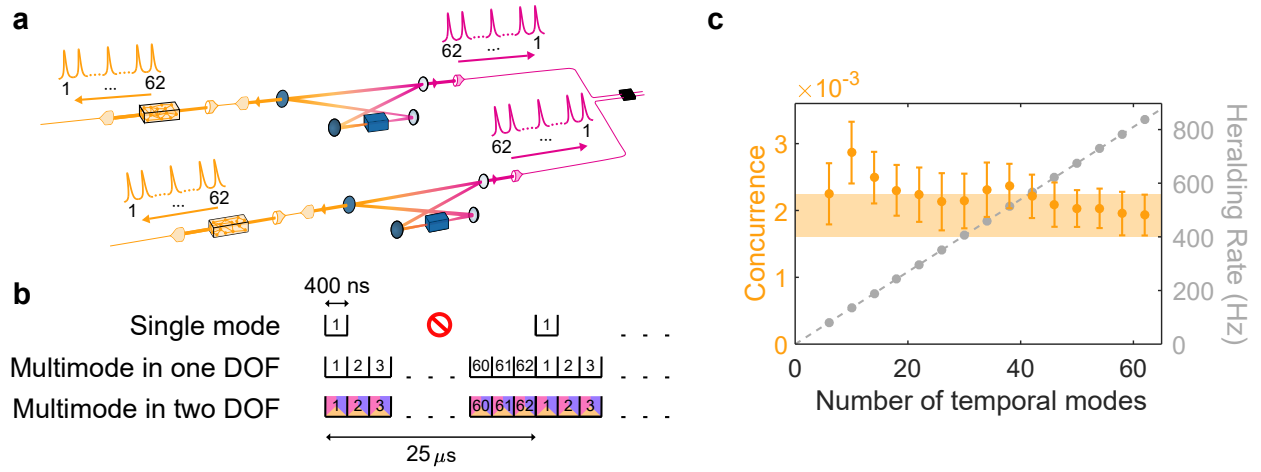 a
62 ... 1
1 ... 62
62 ... 1
1 ... 62
b
400 ns
Single mode 1 1 . . .
Multimode in one DOF 1 2 3 . . . 60 61 62 1 2 3 . . .
Multimode in two DOF 1 2 3 . . . 60 61 62 1 2 3 . . .
25 μs
c
×10⁻³
Concurrence
3
2
1
0
Heralding Rate (Hz)
800
600
400
200
0
0 20 40 60
Number of temporal modes